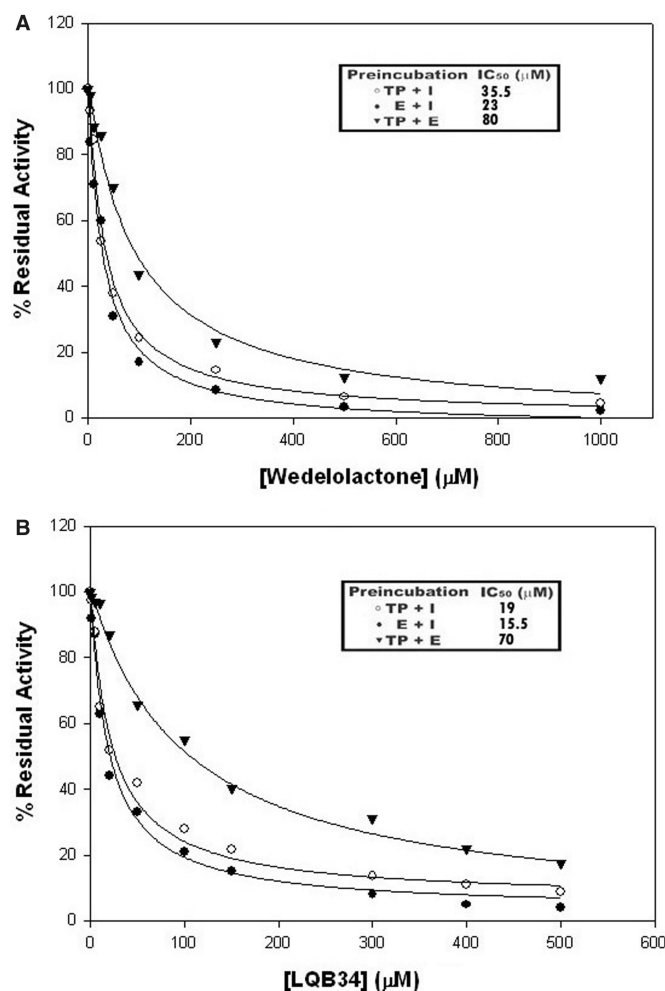 A
120
100
80
60
40
20
0
% Residual Activity
Preincubation IC₅₀ (μM)
○ TP + I 35.5
● E + I 23
▼ TP + E 80
0 200 400 600 800 1000
[Wedelolactone] (μM)
B
120
100
80
60
40
20
0
% Residual Activity
Preincubation IC₅₀ (μM)
○ TP + I 19
● E + I 15.5
▼ TP + E 70
0 100 200 300 400 500 600
[LQB34] (μM)